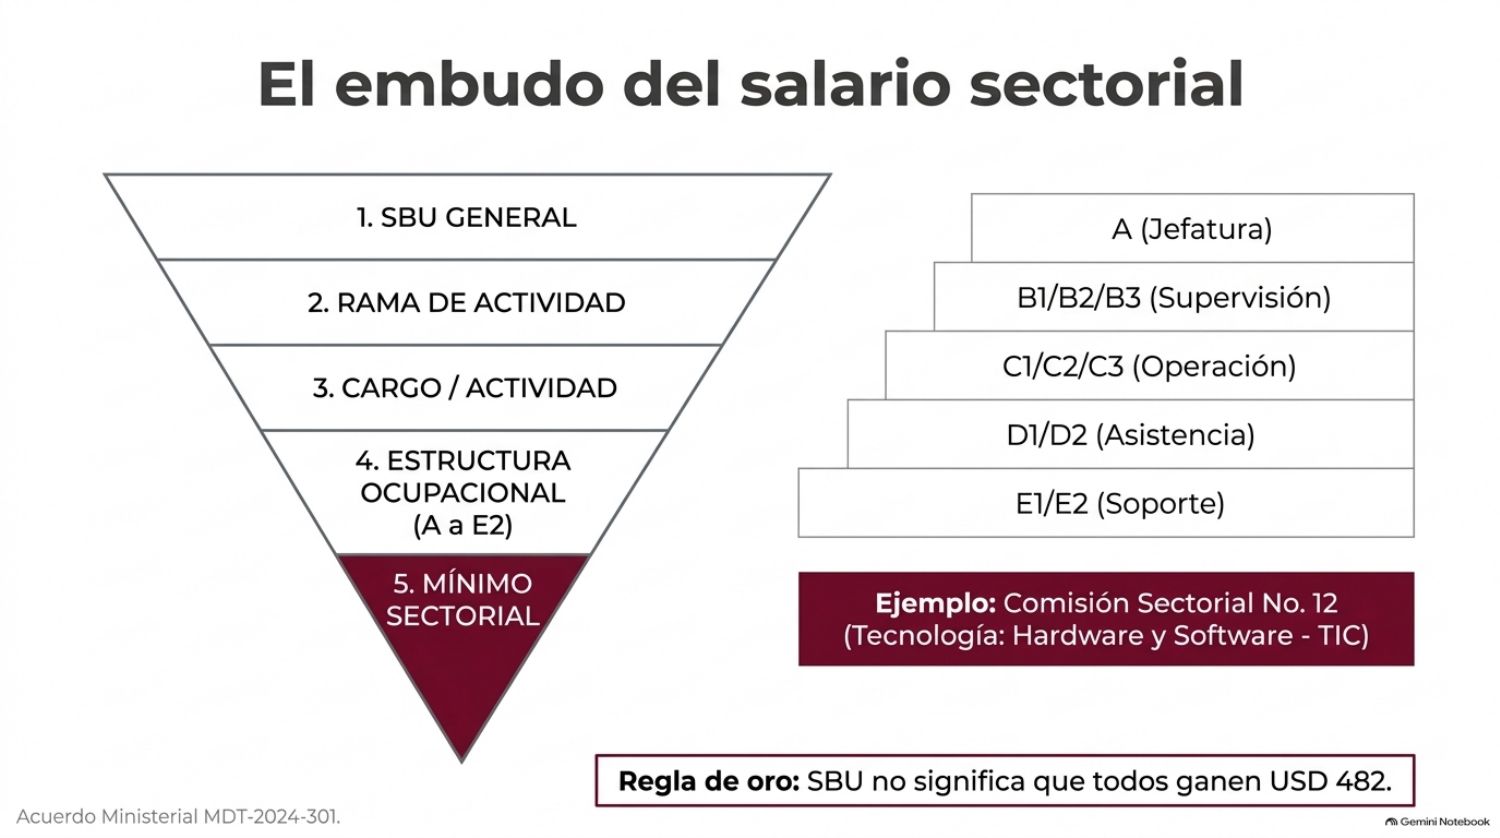 El embudo del salario sectorial
1. SBU GENERAL
2. RAMA DE ACTIVIDAD
3. CARGO / ACTIVIDAD
4. ESTRUCTURA
OCUPACIONAL
(A a E2)
5. MÍNIMO
SECTORIAL
A (Jefatura)
B1/B2/B3 (Supervisión)
C1/C2/C3 (Operación)
D1/D2 (Asistencia)
E1/E2 (Soporte)
Ejemplo: Comisión Sectorial No. 12
(Tecnología: Hardware y Software - TIC)
Regla de oro: SBU no significa que todos ganen USD 482.
Acuerdo Ministerial MDT-2024-301.
Gemini Notebook